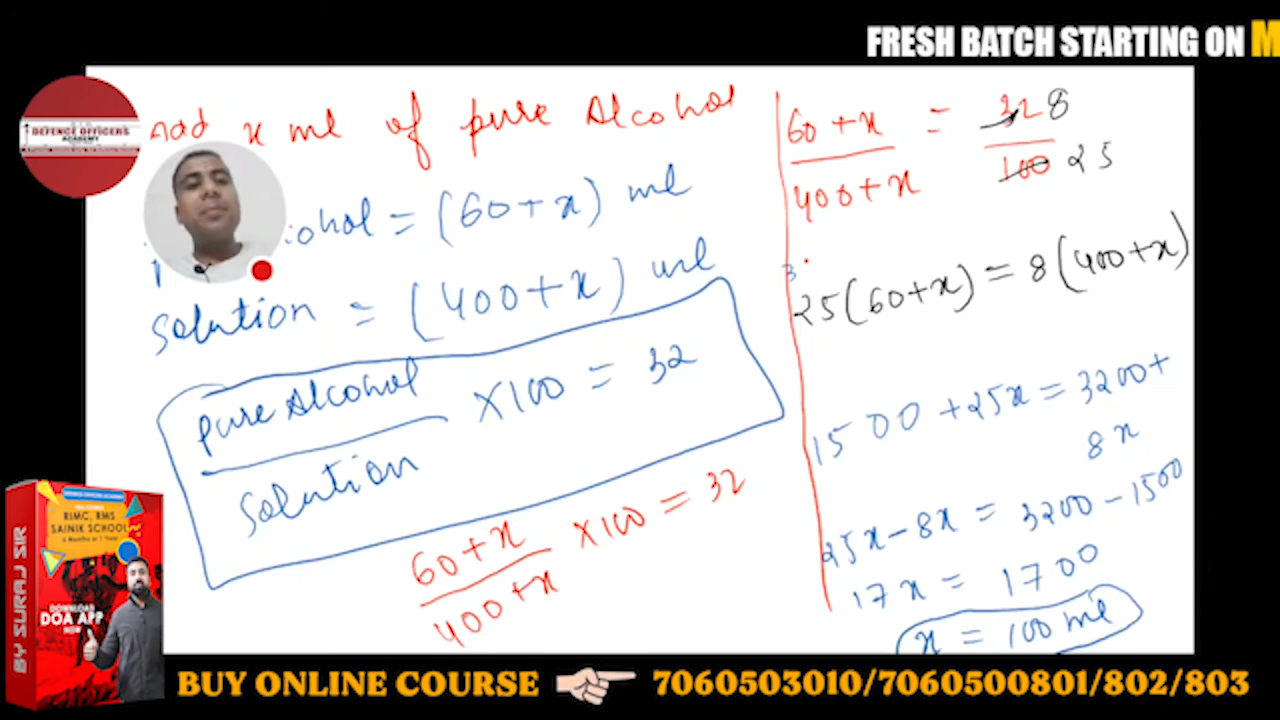 FRESH BATCH STARTING ON M
DEFENCE OFFICERS
ACADEMY
x ml of pure Alcohol
= (60+x) ml
Solution = (400+x) ml
pure Alcohol
Solution
×100 = 32
60+x
400+x
×100 = 32
60+x
400+x
=
32 8
100 25
25(60+x) = 8(400+x)
1500 +25x = 3200+
8x
25x-8x = 3200-1500
17x = 1700
x = 100 ml
BY SURAJ SIR
RIMC, RMS
SAINIK SCHOOL
DOWNLOAD
DOA APP
NOW
BUY ONLINE COURSE
7060503010/7060500801/802/803